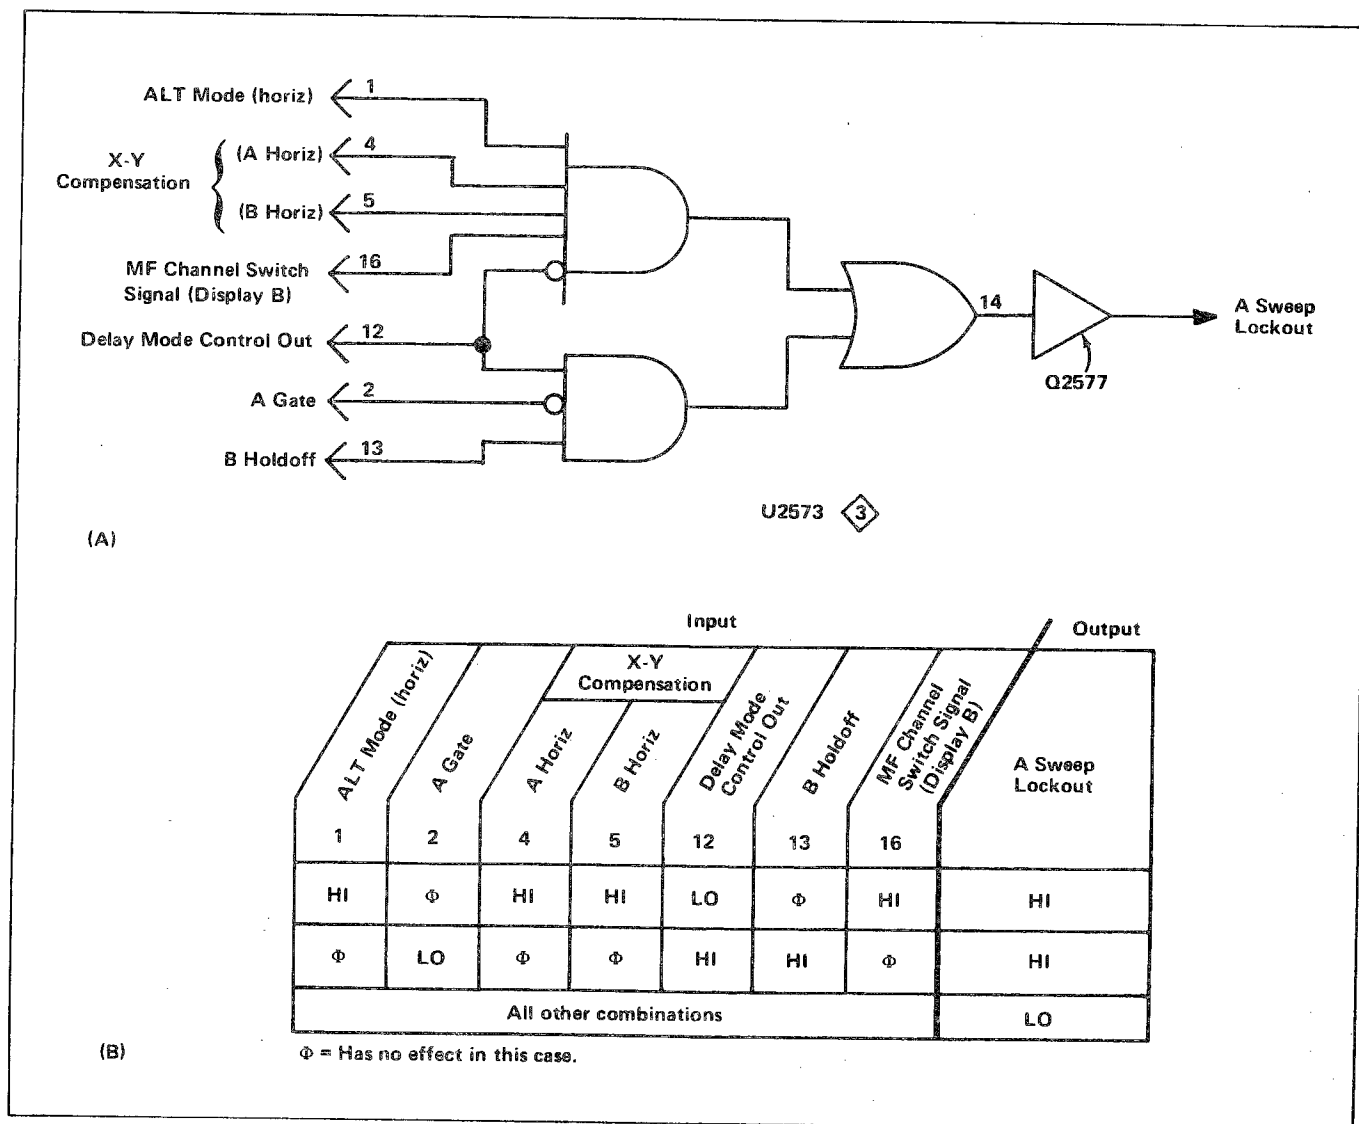 ALT Mode (horiz)
1
X-Y
Compensation
(A Horiz)
4
(B Horiz)
5
MF Channel Switch
Signal (Display B)
16
Delay Mode Control Out
12
A Gate
2
B Holdoff
13
14
Q2577
A Sweep
Lockout
U2573 3
(A)
Input
Output
ALT Mode (horiz)
A Gate
X-Y
Compensation
A Horiz
B Horiz
Delay Mode
Control Out
B Holdoff
MF Channel
Switch Signal
(Display B)
A Sweep
Lockout
1 2 4 5 12 13 16
HI Φ HI HI LO Φ HI HI
Φ LO Φ Φ HI HI Φ HI
All other combinations LO
(B)
Φ = Has no effect in this case.